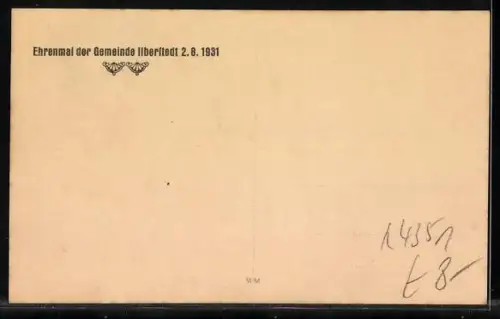 Ehrenmal der Gemeinde Ilberstedt 2. 8. 1931
14351
t 8-